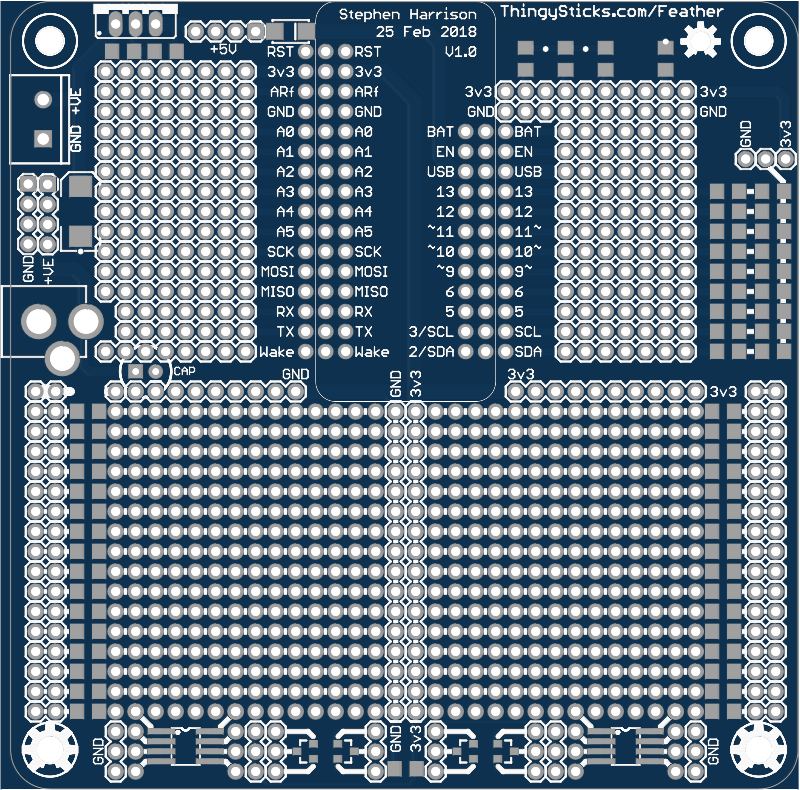 Stephen Harrison
25 Feb 2018
V1.0
ThingySticks.com/Feather
+5V
RST RST
3v3 3v3
ARf ARf
GND GND
A0 A0
A1 A1
A2 A2
A3 A3
A4 A4
A5 A5
SCK SCK
MOSI MOSI
MISO MISO
RX RX
TX TX
Wake Wake
3v3 3v3
GND GND
BAT BAT
EN EN
USB USB
13 13
12 12
~11 11~
~10 10~
~9 9~
6 6
5 5
3/SCL SCL
2/SDA SDA
+VE
GND
GND
+VE
GND
3v3
CAP
GND
GND
3v3
3v3
3v3
GND
GND
3v3
GND